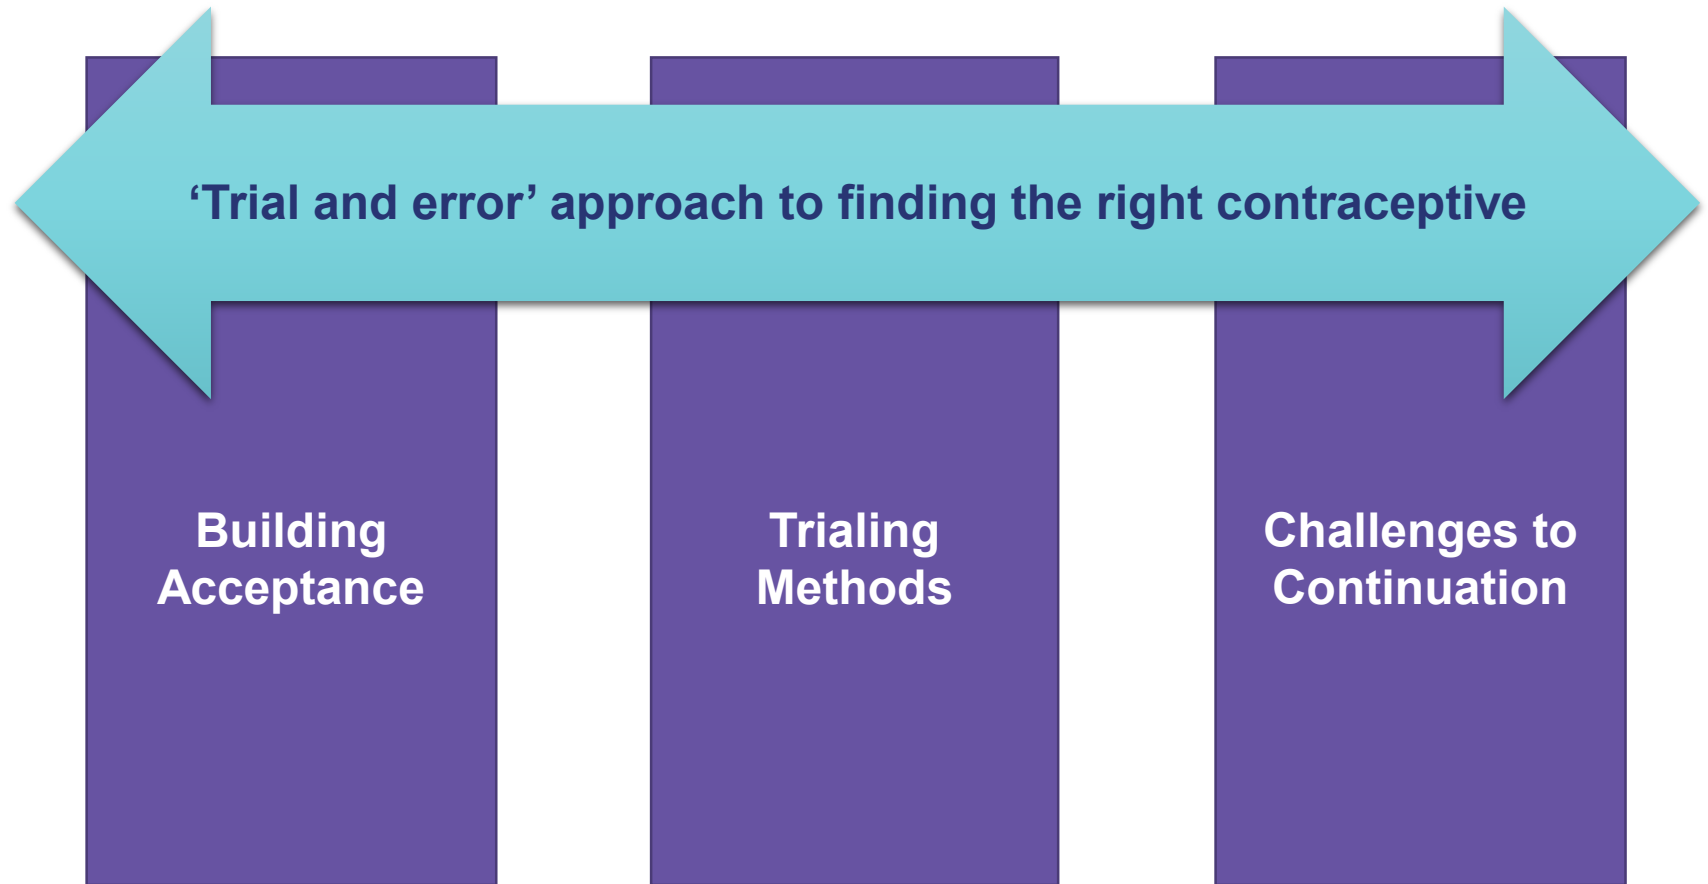 ‘Trial and error’ approach to finding the right contraceptive
Building
Acceptance
Trialing
Methods
Challenges to
Continuation